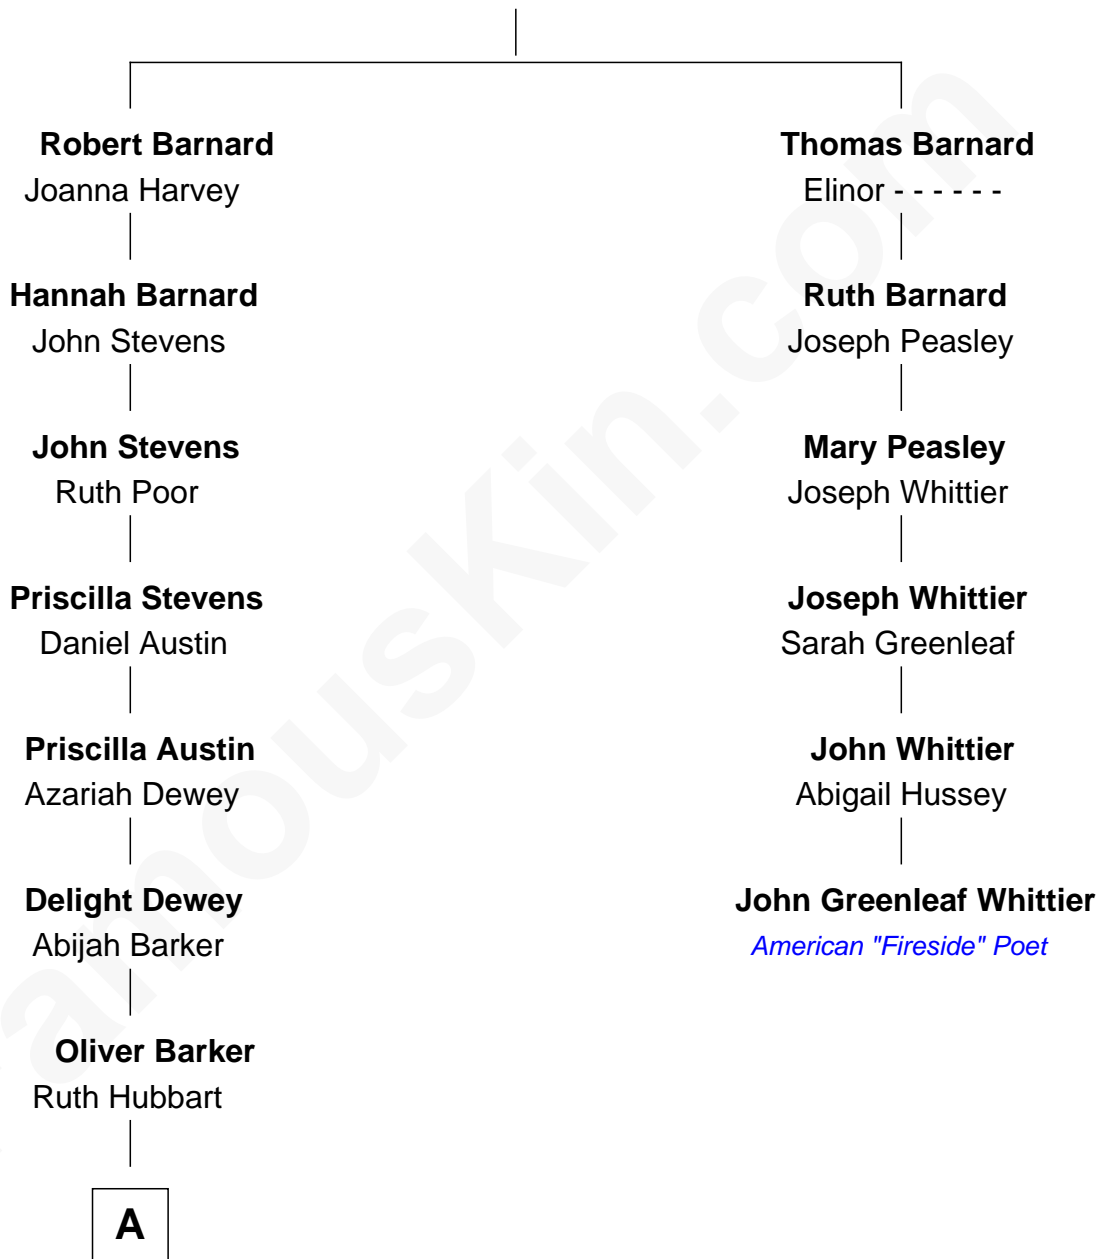 Robert Barnard
Joanna Harvey
Thomas Barnard
Elinor - - - - - -
Hannah Barnard
John Stevens
Ruth Barnard
Joseph Peasley
John Stevens
Ruth Poor
Mary Peasley
Joseph Whittier
Priscilla Stevens
Daniel Austin
Joseph Whittier
Sarah Greenleaf
Priscilla Austin
Azariah Dewey
John Whittier
Abigail Hussey
Delight Dewey
Abijah Barker
John Greenleaf Whittier
American "Fireside" Poet
Oliver Barker
Ruth Hubbart
A
amouskin.com